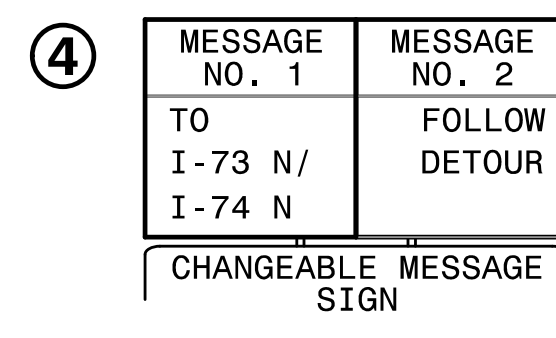 ④
MESSAGE NO. 1
TO
I-73 N/
I-74 N
MESSAGE NO. 2
FOLLOW
DETOUR
CHANGEABLE MESSAGE
SIGN